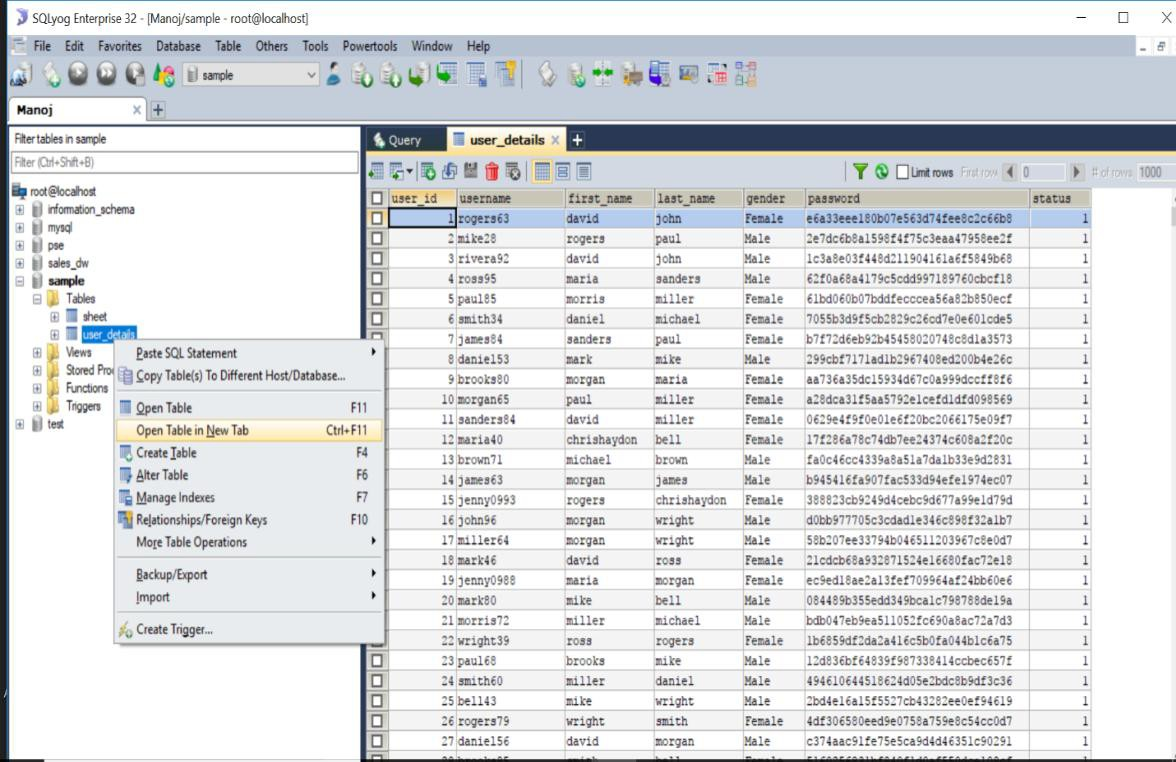 SQLyog Enterprise 32 - [Manoj/sample - root@localhost]
File Edit Favorites Database Table Others Tools Powertools Window Help
sample
Manoj
Filter tables in sample
Filter (Ctrl+Shift+B)
root@localhost
information_schema
mysql
pse
sales_dw
sample
Tables
sheet
user_details
Views
Stored Pro
Functions
Triggers
test
Paste SQL Statement
Copy Table(s) To Different Host/Database...
Open Table F11
Open Table in New Tab Ctrl+F11
Create Table F4
Alter Table F6
Manage Indexes F7
Relationships/Foreign Keys F10
More Table Operations
Backup/Export
Import
Create Trigger...
Query user_details
Limit rows First row 0 # of rows 1000
user_id username first_name last_name gender password status
1 rogers63 david john Female e6a33eee180b07e563d74fee8c2c66b8 1
2 mike28 rogers paul Male 2e7dc6b8a1598f4f75c3eaa47958ee2f 1
3 rivera92 david john Male 1c3a8e03f448d211904161a6f5849b68 1
4 ross95 maria sanders Male 62f0a68a4179c5cdd997189760cbcf18 1
5 paul85 morris miller Female 61bd060b07bddfecccea56a82b850ecf 1
6 smith34 daniel michael Female 7055b3d9f5cb2829c26cd7e0e601cde5 1
7 james84 sanders paul Female b7f72d6eb92b45458020748c8d1a3573 1
8 daniel53 mark mike Male 299cbf7171ad1b2967408ed200b4e26c 1
9 brooks80 morgan maria Female aa736a35dc15934d67c0a999dccff8f6 1
10 morgan65 paul miller Female a28dca31f5aa5792e1cefd1dfd098569 1
11 sanders84 david miller Female 0629e4f9f0e01e6f20bc2066175e09f7 1
12 maria40 chrishaydon bell Female 17f286a78c74db7ee24374c608a2f20c 1
13 brown71 michael brown Male fa0c46cc4339a8a51a7da1b33e9d2831 1
14 james63 morgan james Male b945416fa907fac533d94efe1974ec07 1
15 jenny0993 rogers chrishaydon Female 388823cb9249d4cebc9d677a99e1d79d 1
16 john96 morgan wright Male d0bb977705c3cdad1e346c898f32a1b7 1
17 miller64 morgan wright Male 58b207ee33794b046511203967c8e0d7 1
18 mark46 david ross Female 21cdcb68a932871524e16680fac72e18 1
19 jenny0988 maria morgan Female ec9ed18ae2a13fef709964af24bb60e6 1
20 mark80 mike bell Male 084489b355edd349bca1c798788de19a 1
21 morris72 miller michael Male bdb047eb9ea511052fc690a8ac72a7d3 1
22 wright39 ross rogers Female 1b6859df2da2a416c5b0fa044b1c6a75 1
23 paul68 brooks mike Male 12d836bf64839f987338414ccbec657f 1
24 smith60 miller daniel Male 494610644518624d05e2bdc8b9df3c36 1
25 bell43 mike wright Male 2bd4e16a15f5527cb43282ee0ef94619 1
26 rogers79 wright smith Female 4df306580eed9e0758a759e8c54cc0d7 1
27 daniel56 david morgan Male c374aac91fe75e5ca9d4d46351c90291 1